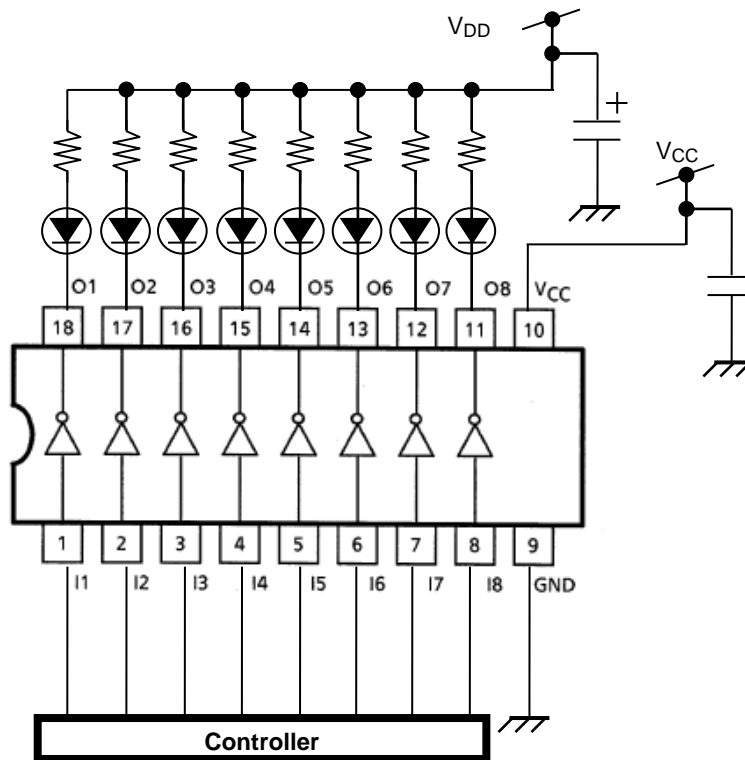 VDD
+
VCC
O1 O2 O3 O4 O5 O6 O7 O8 VCC
18 17 16 15 14 13 12 11 10
1 2 3 4 5 6 7 8 9
I1 I2 I3 I4 I5 I6 I7 I8 GND
Controller